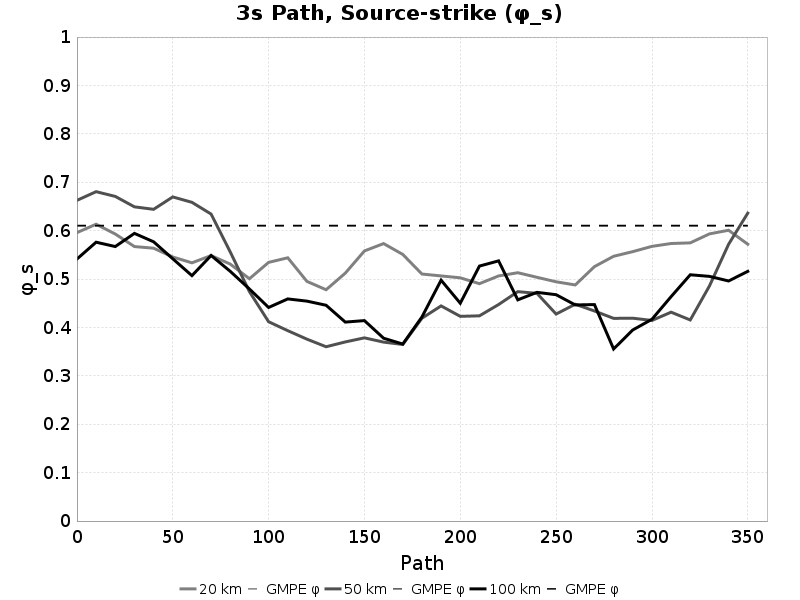 3s Path, Source-strike (φ_s)
1
0.9
0.8
0.7
0.6
0.5
0.4
0.3
0.2
0.1
0
φ_s
0 50 100 150 200 250 300 350
Path
20 km GMPE φ 50 km GMPE φ 100 km GMPE φ